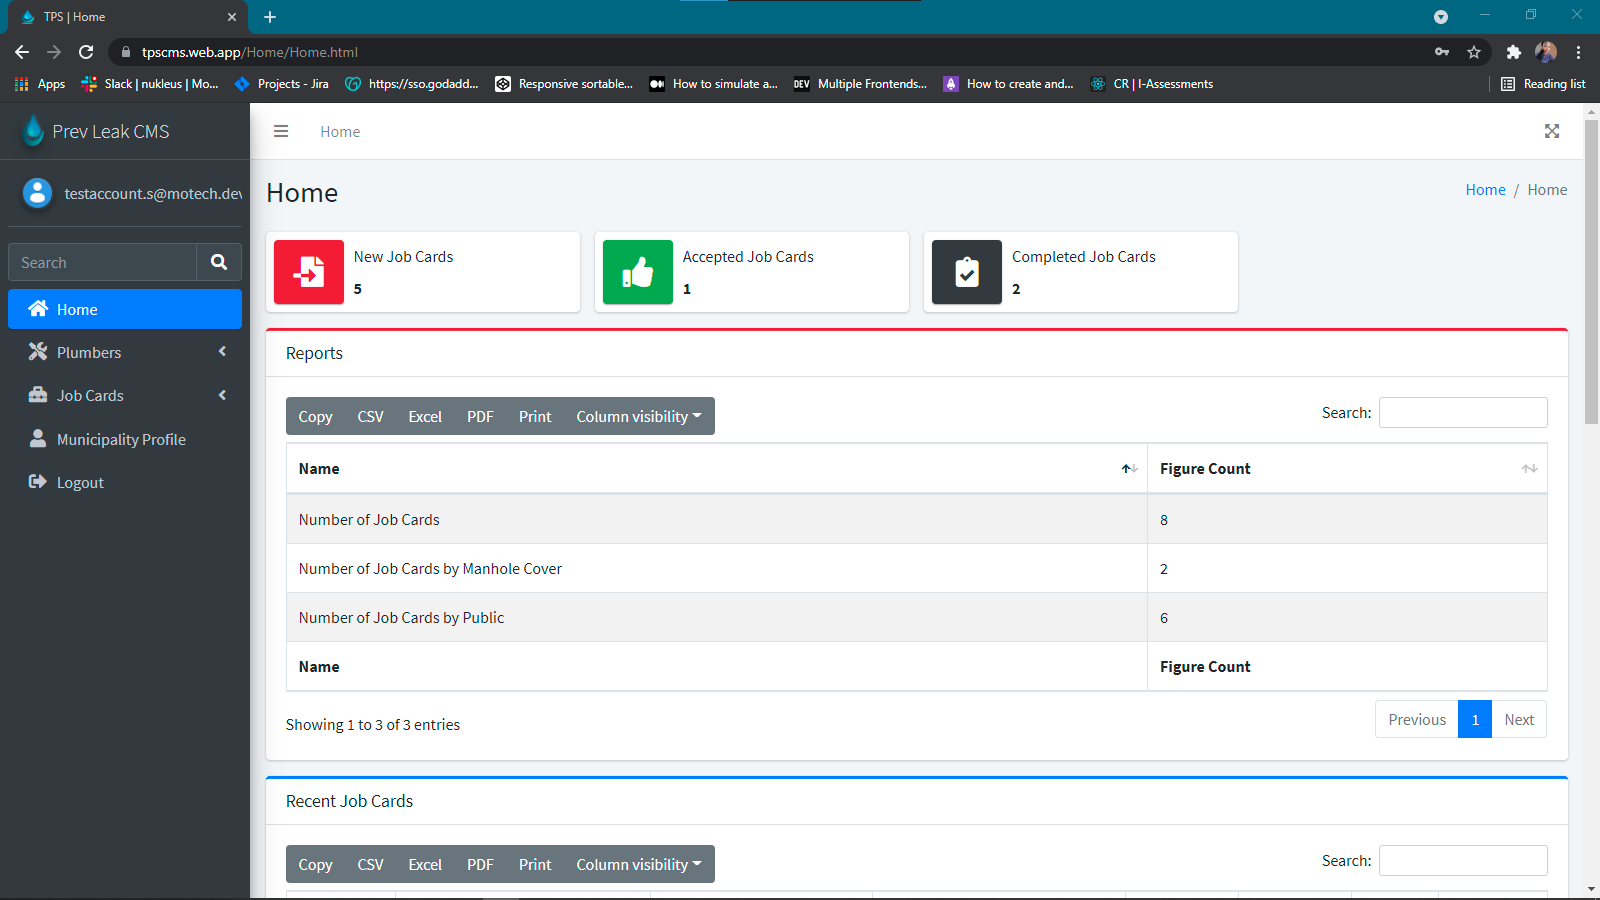 TPS | Home
tpscms.web.app/Home/Home.html
Apps
Slack | nukleus | Mo...
Projects - Jira
https://sso.godadd...
Responsive sortable...
How to simulate a...
DEV
Multiple Frontends...
How to create and...
CR | I-Assessments
Reading list
Prev Leak CMS
Home
testaccount.s@motech.dev
Search
Home
Plumbers
Job Cards
Municipality Profile
Logout
Home
Home / Home
New Job Cards
5
Accepted Job Cards
1
Completed Job Cards
2
Reports
Copy CSV Excel PDF Print Column visibility
Search:
Name Figure Count
Number of Job Cards 8
Number of Job Cards by Manhole Cover 2
Number of Job Cards by Public 6
Name Figure Count
Showing 1 to 3 of 3 entries
Previous 1 Next
Recent Job Cards
Copy CSV Excel PDF Print Column visibility
Search: